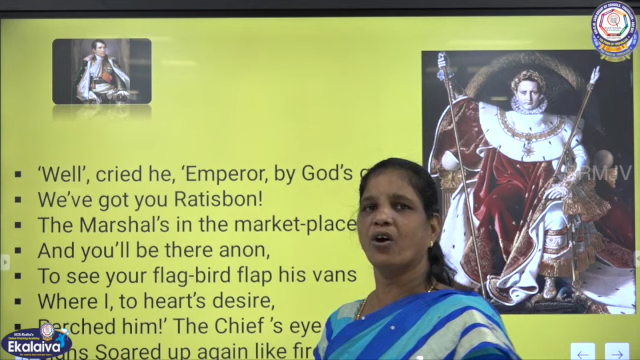 'Well', cried he, 'Emperor, by God's g
We've got you Ratisbon!
The Marshal's in the market-place
And you'll be there anon,
To see your flag-bird flap his vans
Where I, to heart's desire,
Perched him!' The Chief 's eye
Soared up again like fire
RMJV
Ekalaiva